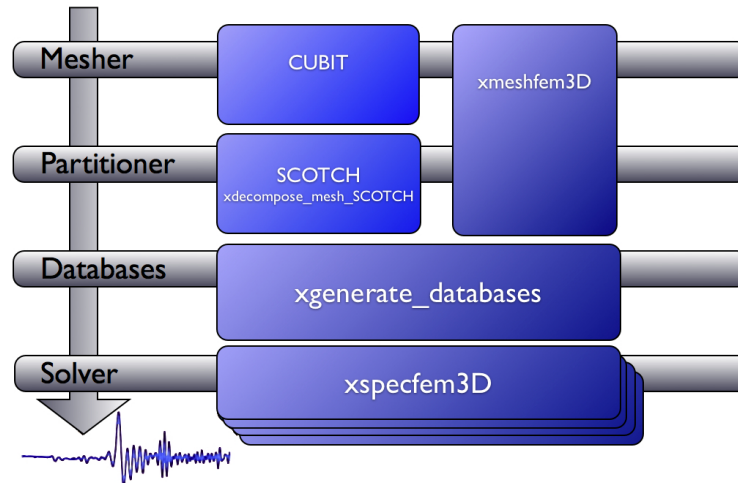 Mesher
CUBIT
xmeshfem3D
Partitioner
SCOTCH
xdecompose_mesh_SCOTCH
Databases
xgenerate_databases
Solver
xspecfem3D